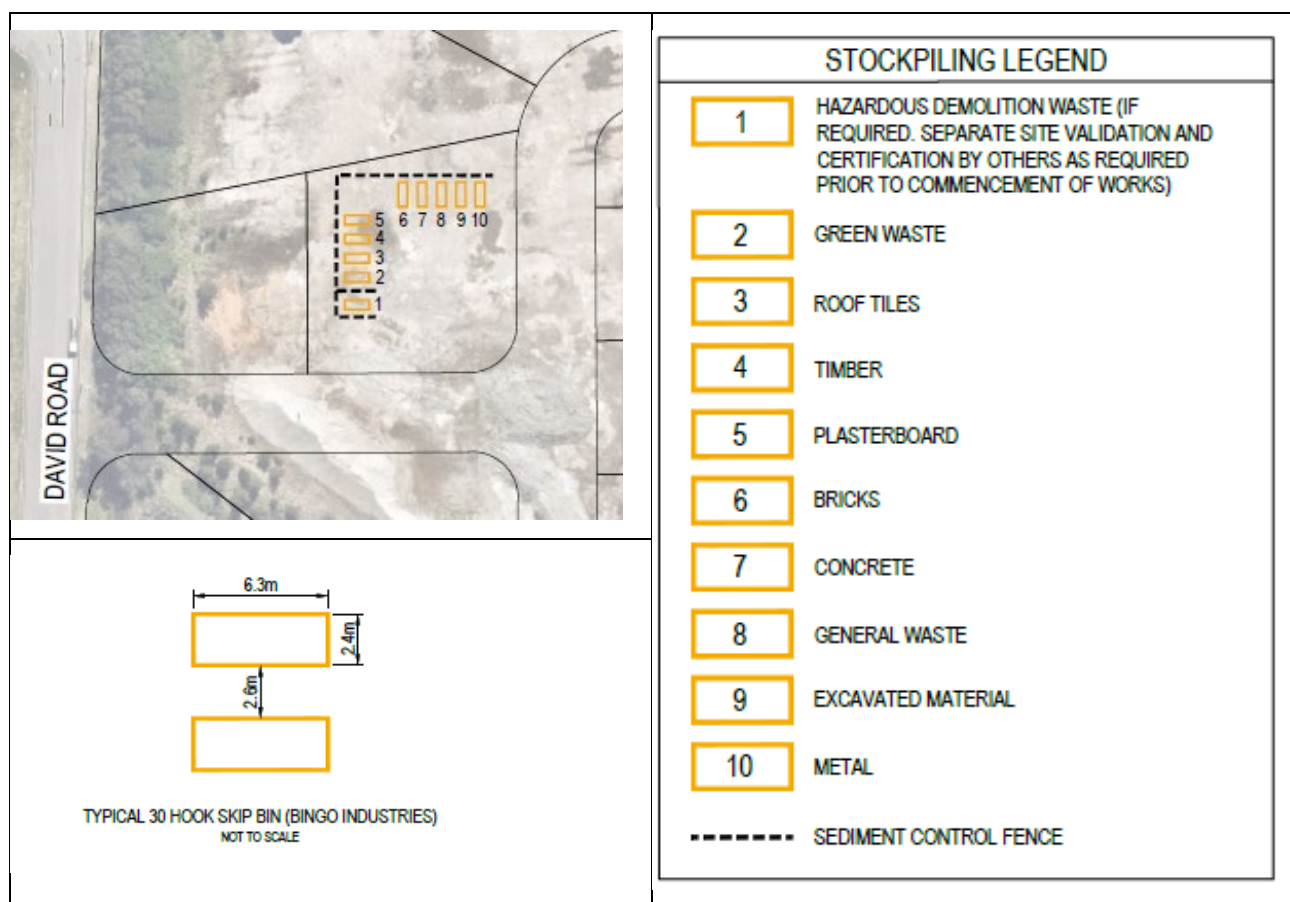 5
4
3
2
1
6 7 8 9 10
DAVID ROAD
6.3m
2.4m
2.6m
TYPICAL 30 HOOK SKIP BIN (BINGO INDUSTRIES)
NOT TO SCALE
STOCKPILING LEGEND
1
HAZARDOUS DEMOLITION WASTE (IF
REQUIRED. SEPARATE SITE VALIDATION AND
CERTIFICATION BY OTHERS AS REQUIRED
PRIOR TO COMMENCEMENT OF WORKS)
2 GREEN WASTE
3 ROOF TILES
4 TIMBER
5 PLASTERBOARD
6 BRICKS
7 CONCRETE
8 GENERAL WASTE
9 EXCAVATED MATERIAL
10 METAL
SEDIMENT CONTROL FENCE